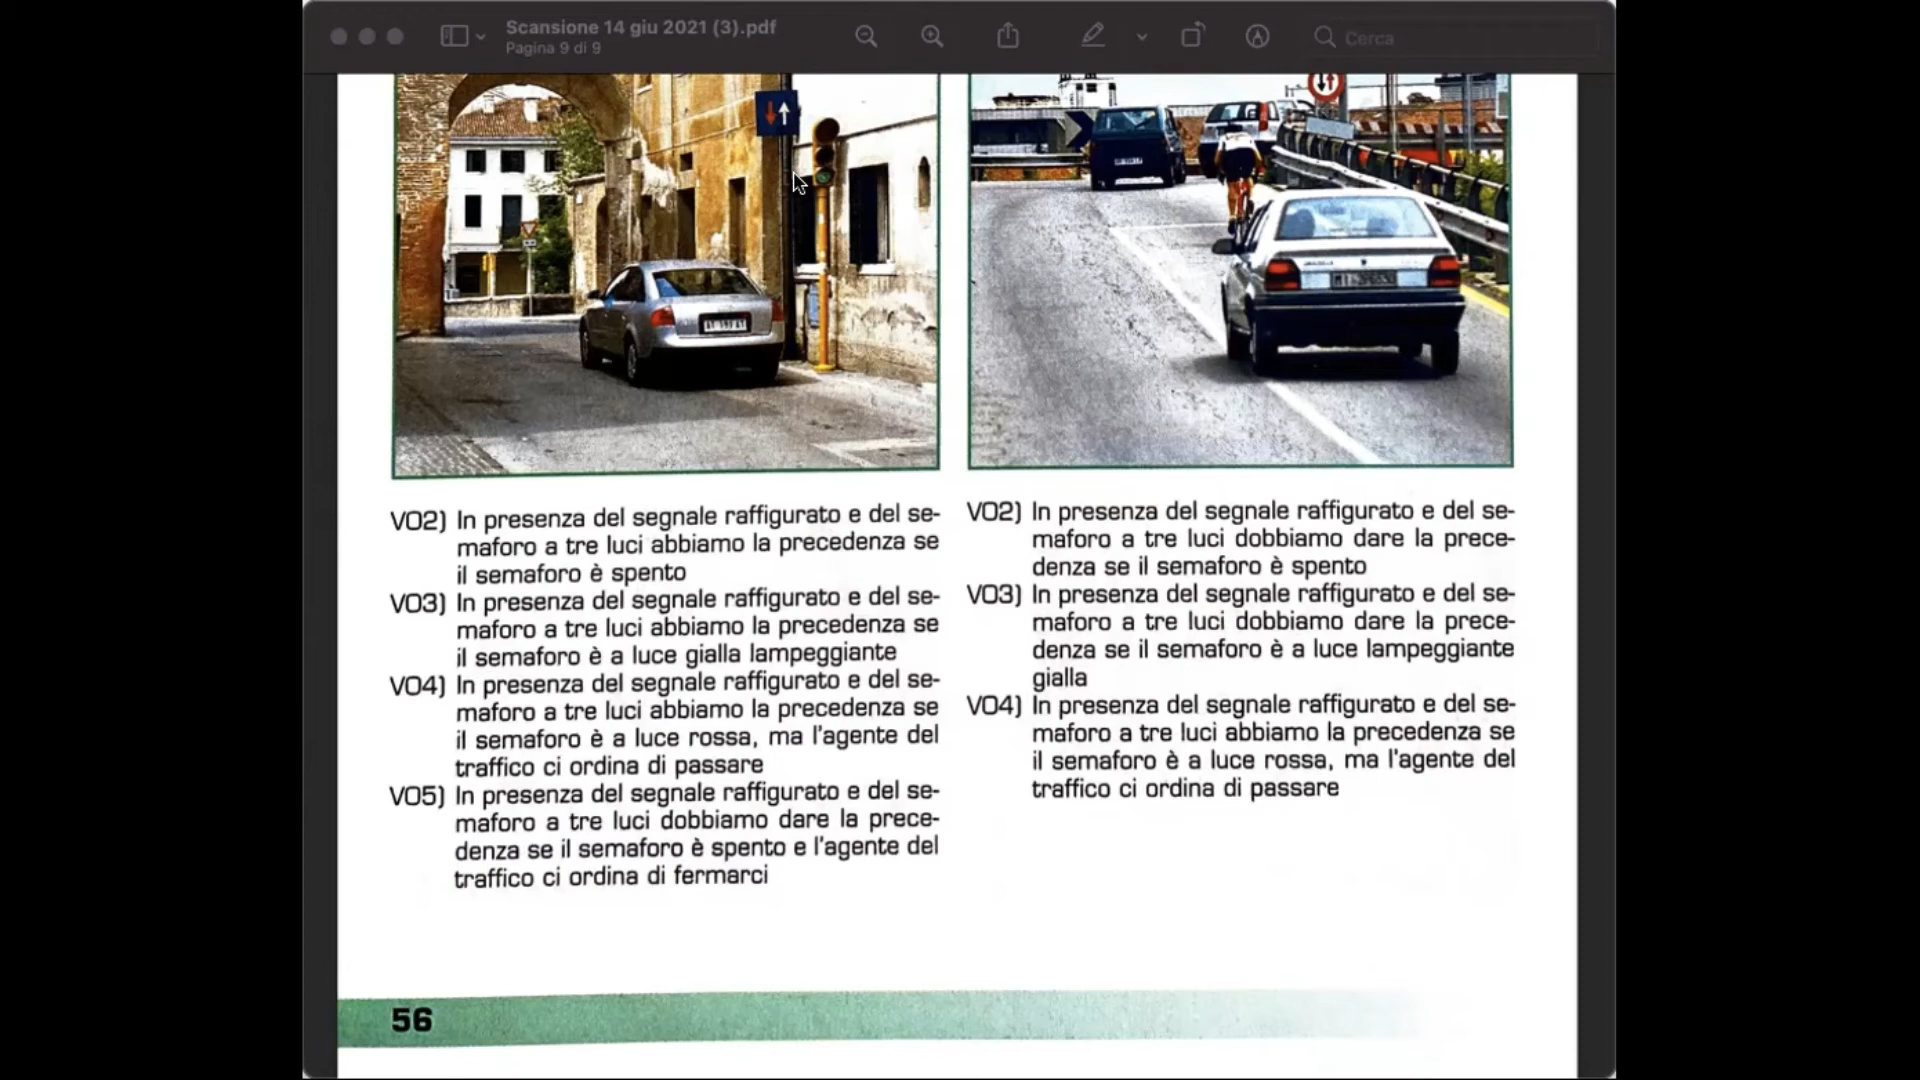 Scansione 14 giu 2021 (3).pdf
Pagina 9 di 9
Cerca
VO2) In presenza del segnale raffigurato e del se-
maforo a tre luci abbiamo la precedenza se
il semaforo è spento
VO3) In presenza del segnale raffigurato e del se-
maforo a tre luci abbiamo la precedenza se
il semaforo è a luce gialla lampeggiante
VO4) In presenza del segnale raffigurato e del se-
maforo a tre luci abbiamo la precedenza se
il semaforo è a luce rossa, ma l'agente del
traffico ci ordina di passare
VO5) In presenza del segnale raffigurato e del se-
maforo a tre luci dobbiamo dare la prece-
denza se il semaforo è spento e l'agente del
traffico ci ordina di fermarci
VO2) In presenza del segnale raffigurato e del se-
maforo a tre luci dobbiamo dare la prece-
denza se il semaforo è spento
VO3) In presenza del segnale raffigurato e del se-
maforo a tre luci dobbiamo dare la prece-
denza se il semaforo è a luce lampeggiante
gialla
VO4) In presenza del segnale raffigurato e del se-
maforo a tre luci abbiamo la precedenza se
il semaforo è a luce rossa, ma l'agente del
traffico ci ordina di passare
56